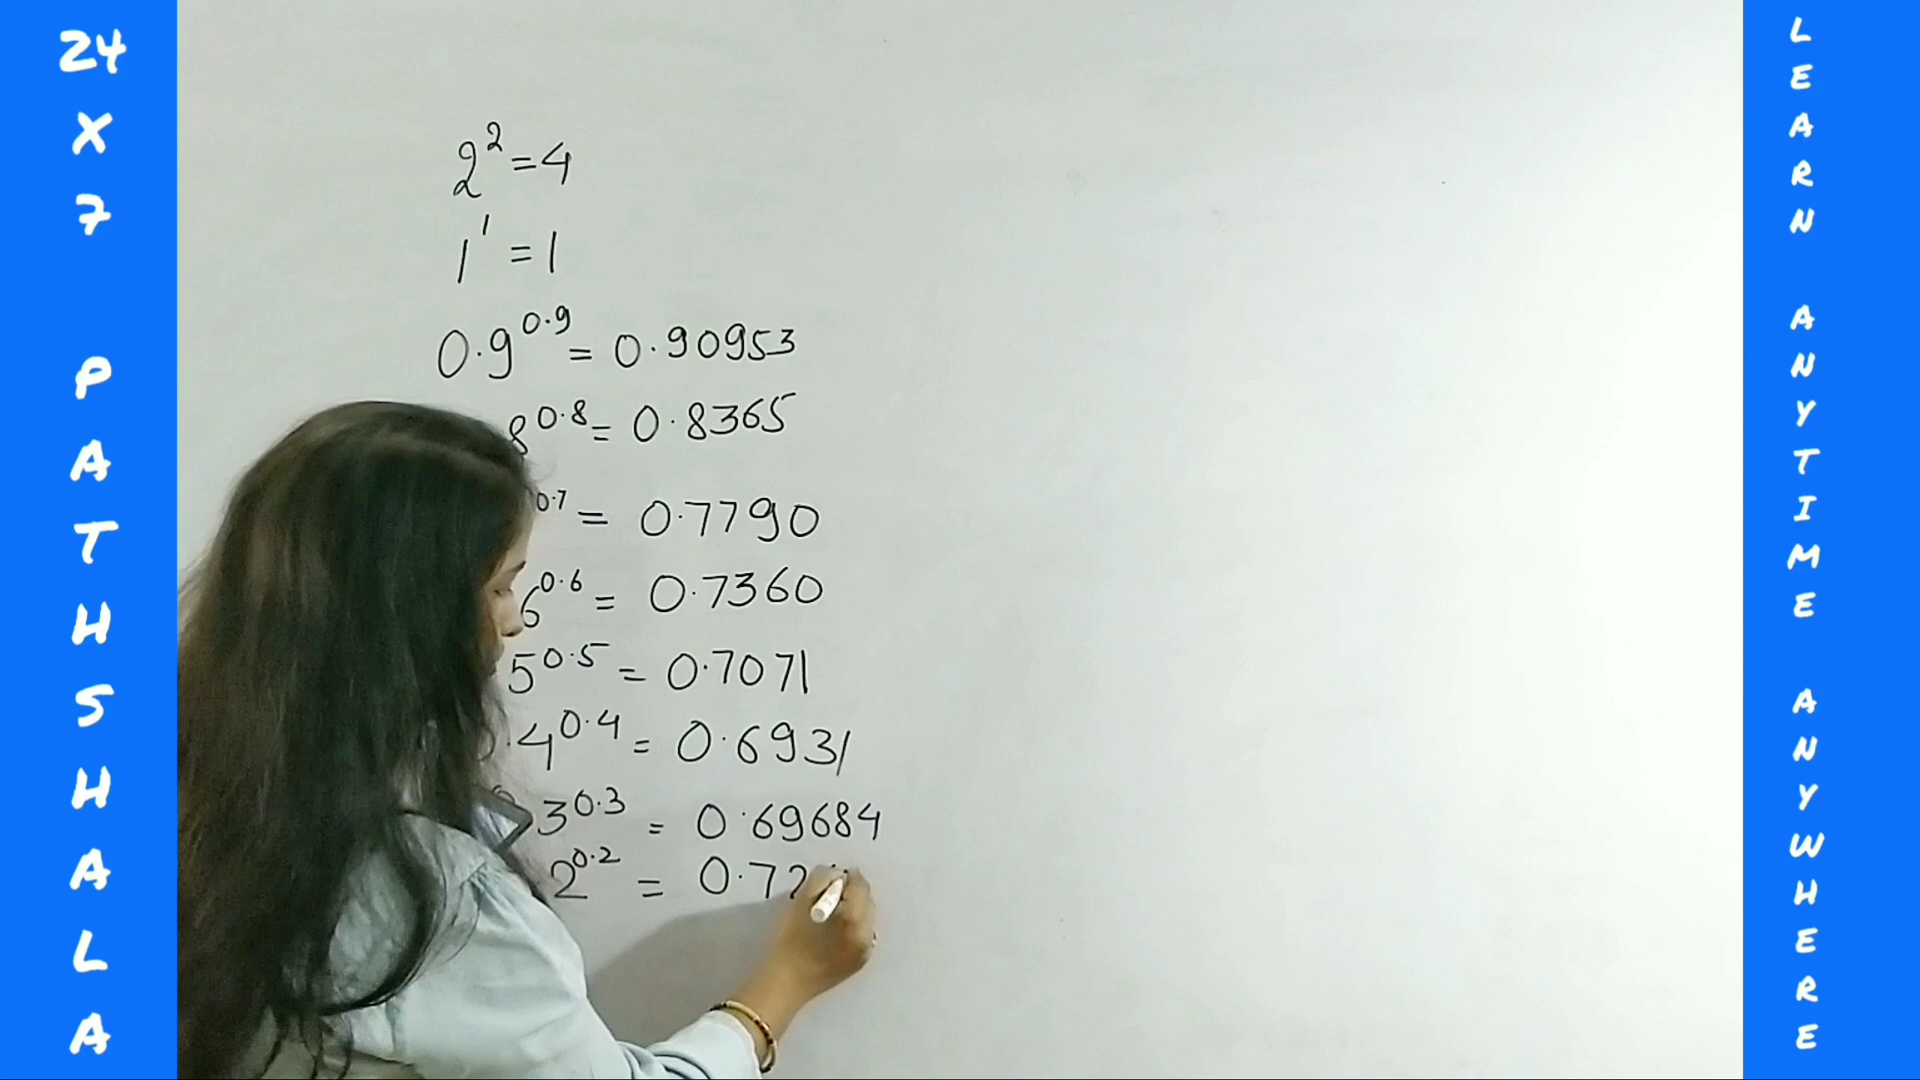 24 X 7 PATHSHALA
2² = 4
1¹ = 1
0.9^0.9 = 0.90953
8^0.8 = 0.8365
0.7 = 0.7790
6^0.6 = 0.7360
5^0.5 = 0.7071
.4^0.4 = 0.6931
3^0.3 = 0.69684
2^0.2 = 0.72
LEARN ANYTIME ANYWHERE